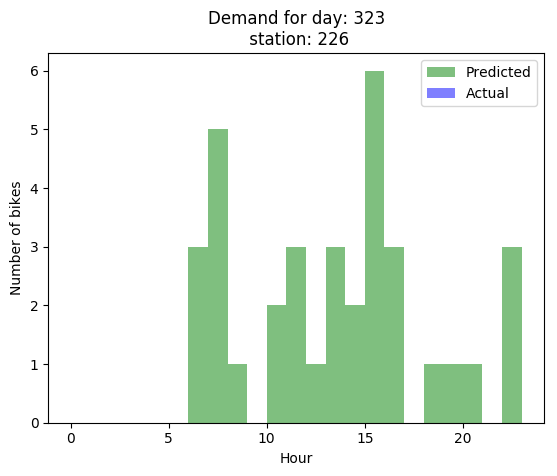 Demand for day: 323
station: 226
Predicted
Actual
6
5
4
3
2
1
0
Number of bikes
0 5 10 15 20
Hour